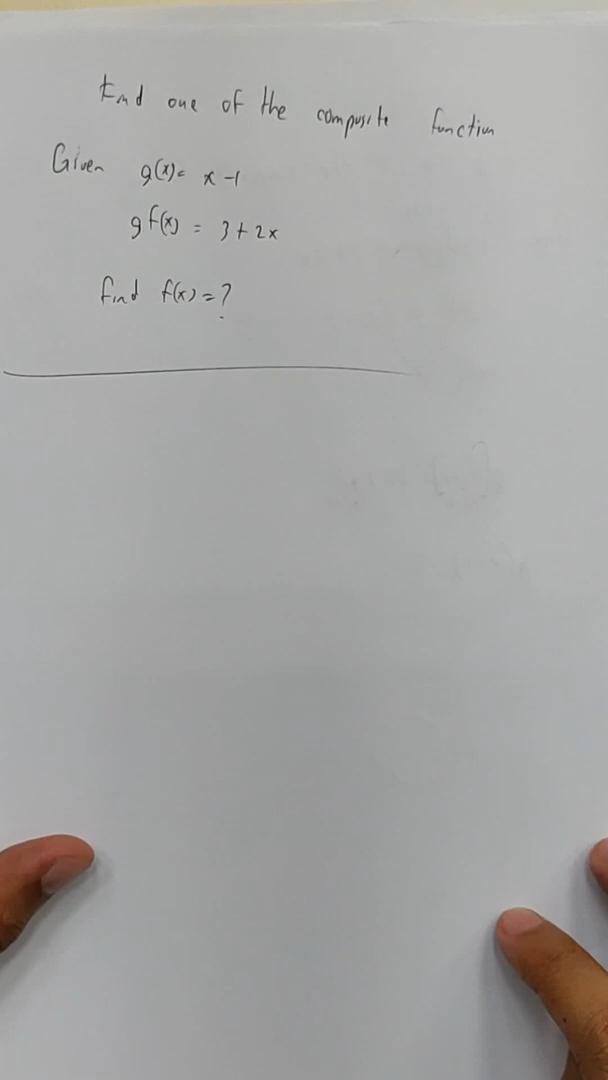 Find one of the composite function
Given g(x) = x - 1
gf(x) = 3 + 2x
find f(x) = ?